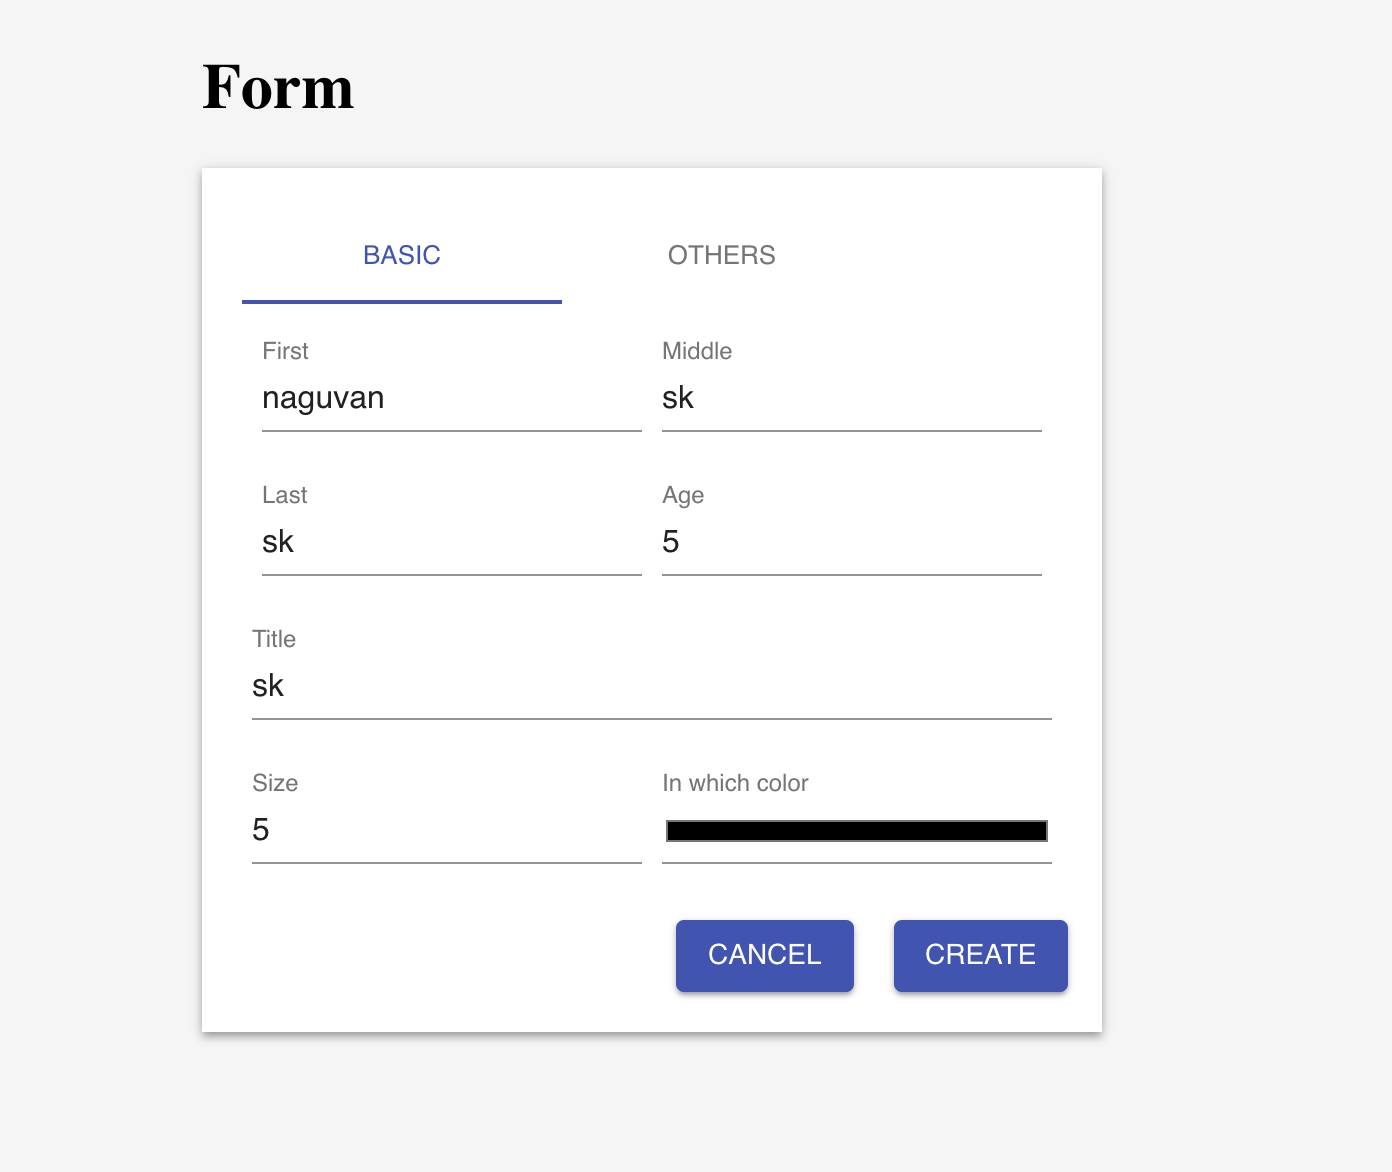 Form
BASIC OTHERS
First Middle
naguvan sk
Last Age
sk 5
Title
sk
Size In which color
5
CANCEL CREATE